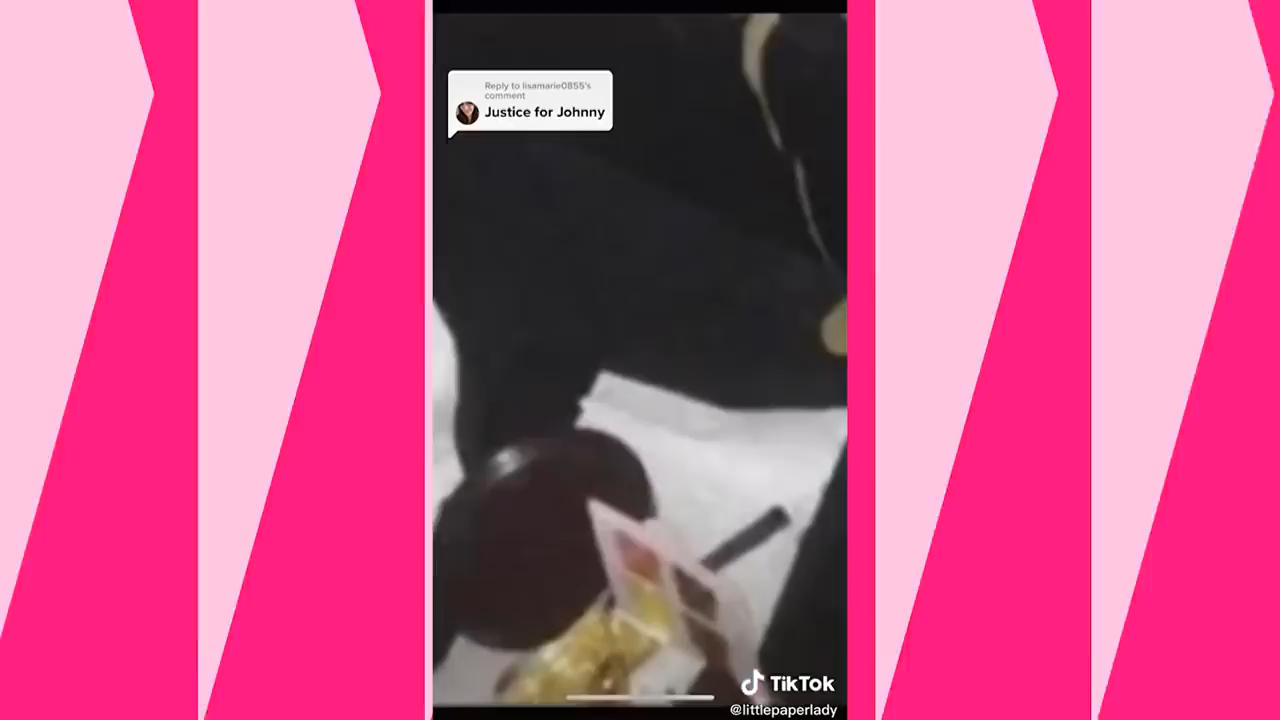 Reply to lisamarie0855's
comment
Justice for Johnny
TikTok
@littlepaperlady